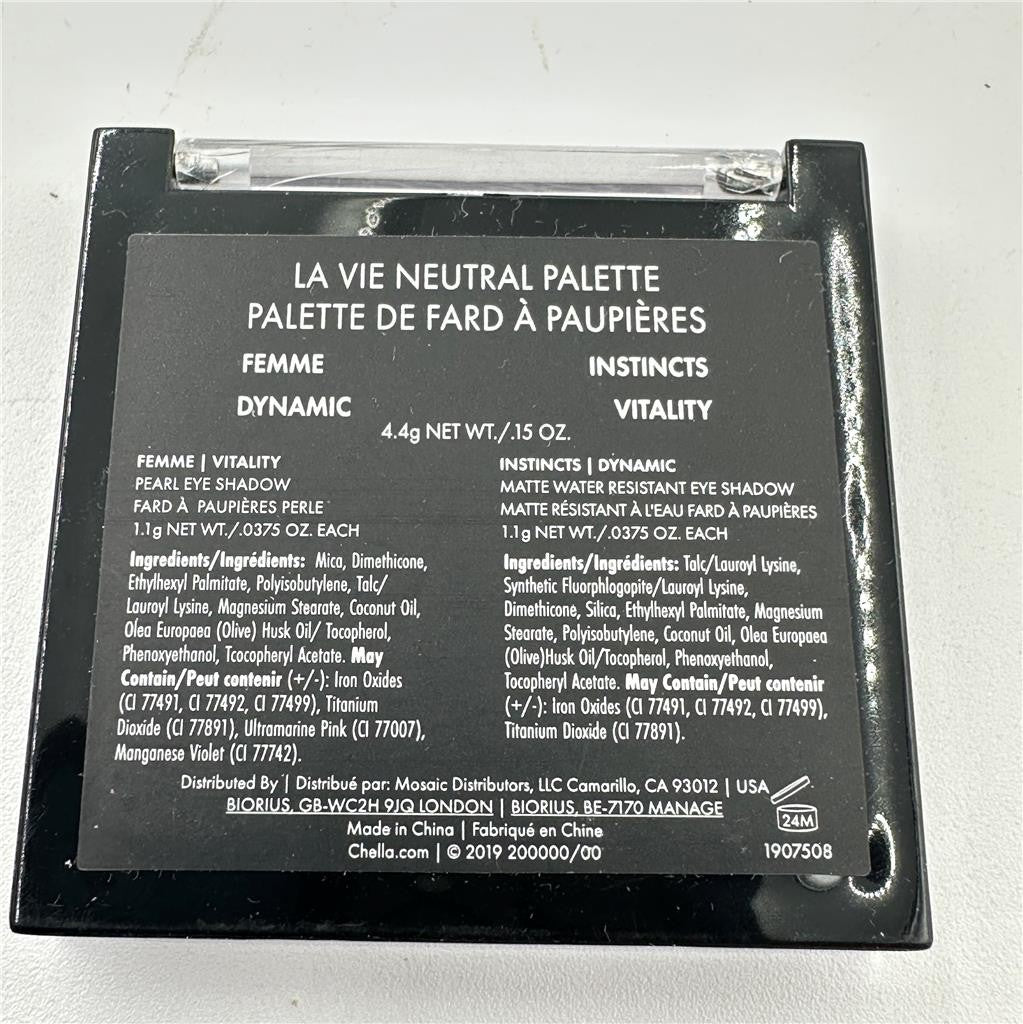 LA VIE NEUTRAL PALETTE
PALETTE DE FARD À PAUPIÈRES
FEMME INSTINCTS
DYNAMIC VITALITY
4.4g NET WT./.15 OZ.
FEMME | VITALITY
PEARL EYE SHADOW
FARD À PAUPIÈRES PERLE
1.1g NET WT./.0375 OZ. EACH
Ingredients/Ingrédients: Mica, Dimethicone,
Ethylhexyl Palmitate, Polyisobutylene, Talc/
Lauroyl Lysine, Magnesium Stearate, Coconut Oil,
Olea Europaea (Olive) Husk Oil/ Tocopherol,
Phenoxyethanol, Tcocopheryl Acetate. May
Contain/Peut contenir (+/-): Iron Oxides
(CI 77491, CI 77492, CI 77499), Titanium
Dioxide (CI 77891), Ultramarine Pink (CI 77007),
Manganese Violet (CI 77742).
INSTINCTS | DYNAMIC
MATTE WATER RESISTANT EYE SHADOW
MATTE RÉSISTANT À L'EAU FARD À PAUPIÈRES
1.1g NET WT./.0375 OZ. EACH
Ingredients/Ingrédients: Talc/Lauroyl Lysine,
Synthetic Fluorphlogopite/Lauroyl Lysine,
Dimethicone, Silica, Ethylhexyl Palmitate, Magnesium
Stearate, Polyisobutylene, Coconut Oil, Olea Europaea
(Olive)Husk Oil/Tocopherol, Phenoxyethanol,
Tocopheryl Acetate. May Contain/Peut contenir
(+/-): Iron Oxides (CI 77491, CI 77492, CI 77499),
Titanium Dioxide (CI 77891).
Distributed By | Distribué par: Mosaic Distributors, LLC Camarillo, CA 93012 | USA
BIORIUS, GB-WC2H 9JQ LONDON | BIORIUS, BE-7170 MANAGE
24M
Made in China | Fabriqué en Chine
Chella.com | © 2019 200000/00
1907508